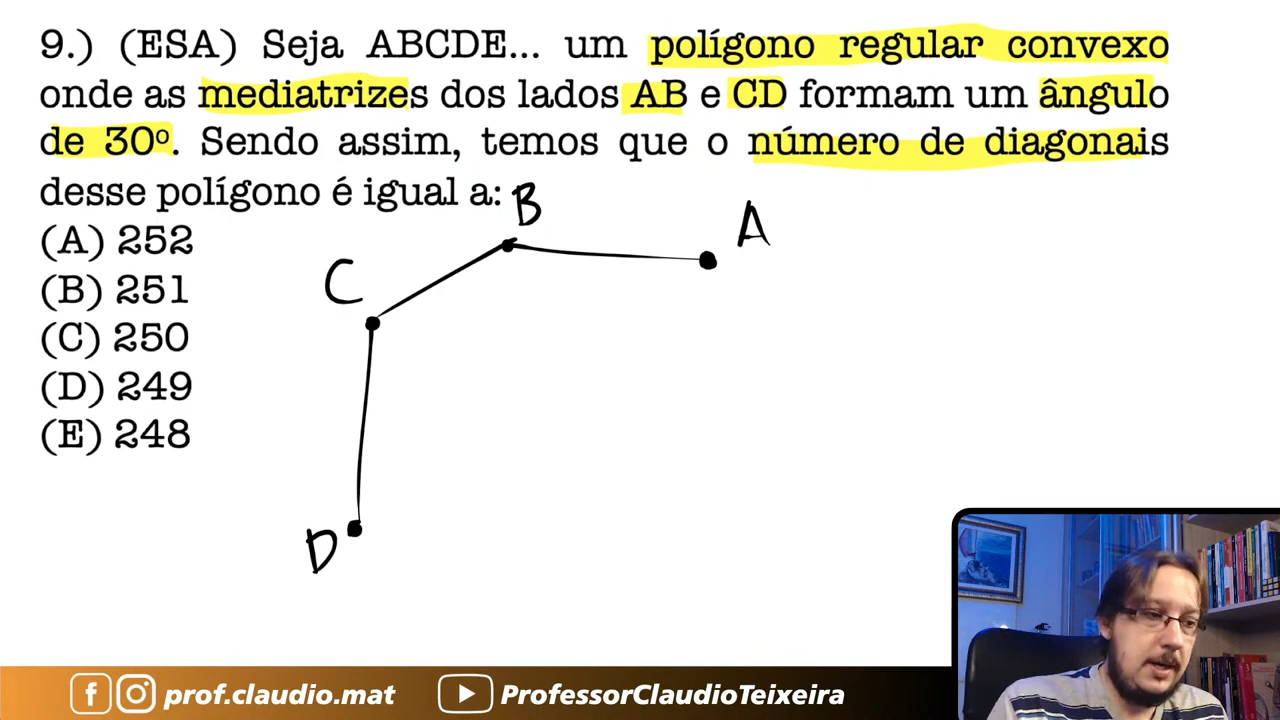 9.) (ESA) Seja ABCDE... um polígono regular convexo
onde as mediatrizes dos lados AB e CD formam um ângulo
de 30º. Sendo assim, temos que o número de diagonais
desse polígono é igual a:
(A) 252
(B) 251
(C) 250
(D) 249
(E) 248
B
A
C
D
prof.claudio.mat
ProfessorClaudioTeixeira